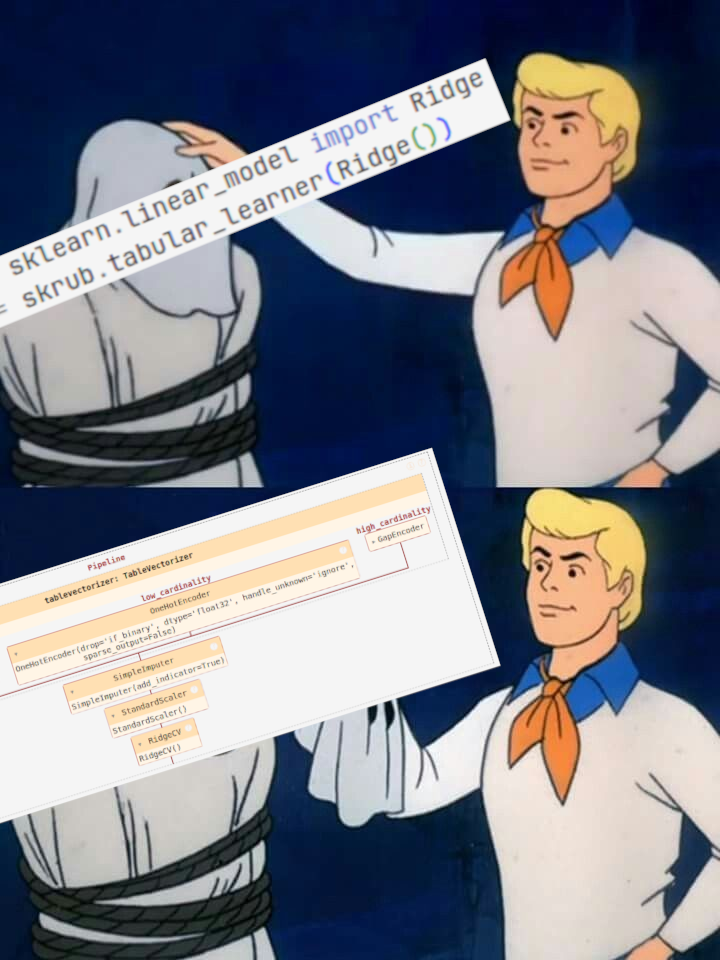 sklearn.linear_model import Ridge
= skrub.tabular_learner(Ridge())
Pipeline
tablevectorizer: TableVectorizer
low_cardinality
high_cardinality
OneHotEncoder
GapEncoder
OneHotEncoder(drop='if_binary', dtype='float32', handle_unknown='ignore',
sparse_output=False)
SimpleImputer
SimpleImputer(add_indicator=True)
StandardScaler
StandardScaler()
RidgeCV
RidgeCV()